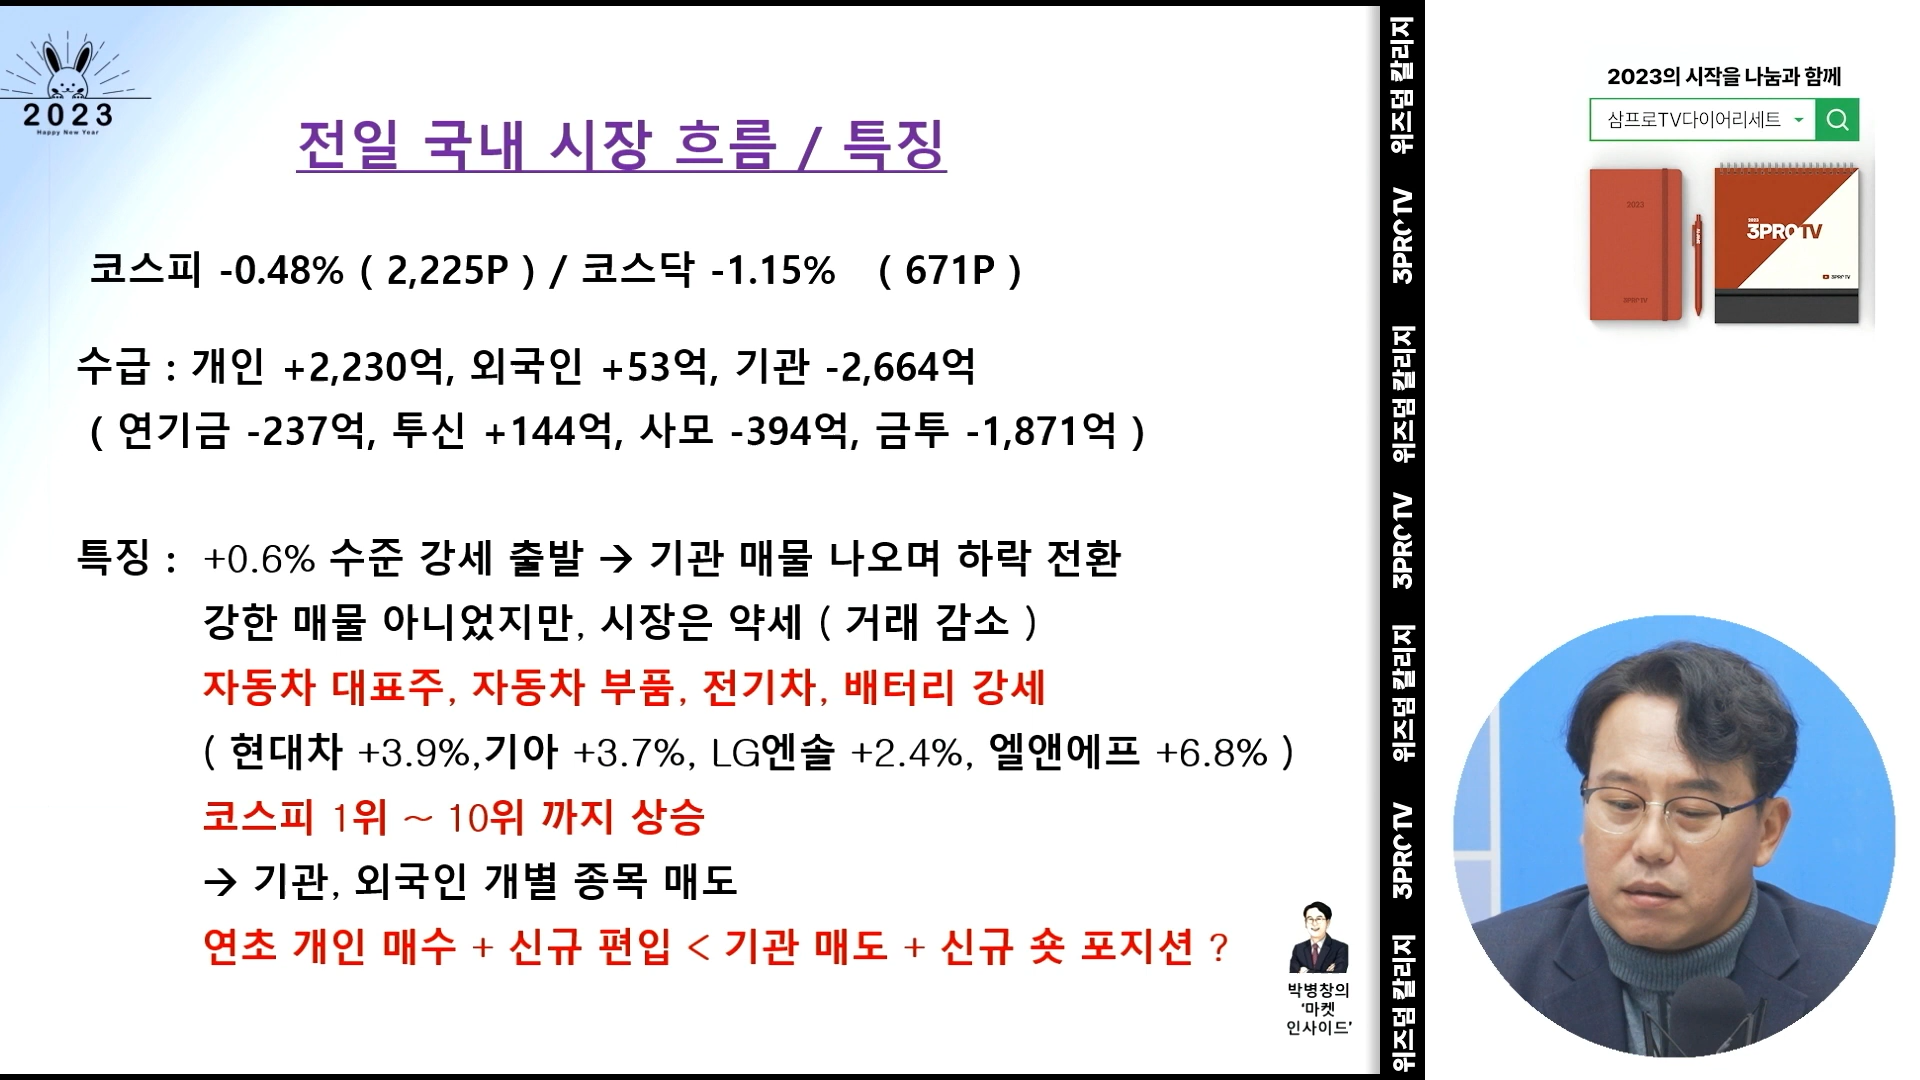 2023
Happy New Year
전일 국내 시장 흐름 / 특징
코스피 -0.48% ( 2,225P ) / 코스닥 -1.15% ( 671P )
수급 : 개인 +2,230억, 외국인 +53억, 기관 -2,664억
( 연기금 -237억, 투신 +144억, 사모 -394억, 금투 -1,871억 )
특징 : +0.6% 수준 강세 출발 → 기관 매물 나오며 하락 전환
강한 매물 아니었지만, 시장은 약세 ( 거래 감소 )
자동차 대표주, 자동차 부품, 전기차, 배터리 강세
( 현대차 +3.9%,기아 +3.7%, LG엔솔 +2.4%, 엘앤에프 +6.8% )
코스피 1위 ~ 10위 까지 상승
→ 기관, 외국인 개별 종목 매도
연초 개인 매수 + 신규 편입 < 기관 매도 + 신규 숏 포지션 ?
박병창의
‘마켓
인사이드’
위즈덤 칼리지
3PROTV
위즈덤 칼리지
3PROTV
위즈덤 칼리지
3PROTV
위즈덤 칼리지
2023의 시작을 나눔과 함께
삼프로TV다이어리세트
2023
3PROTV
2023
3PROTV
3PROTV